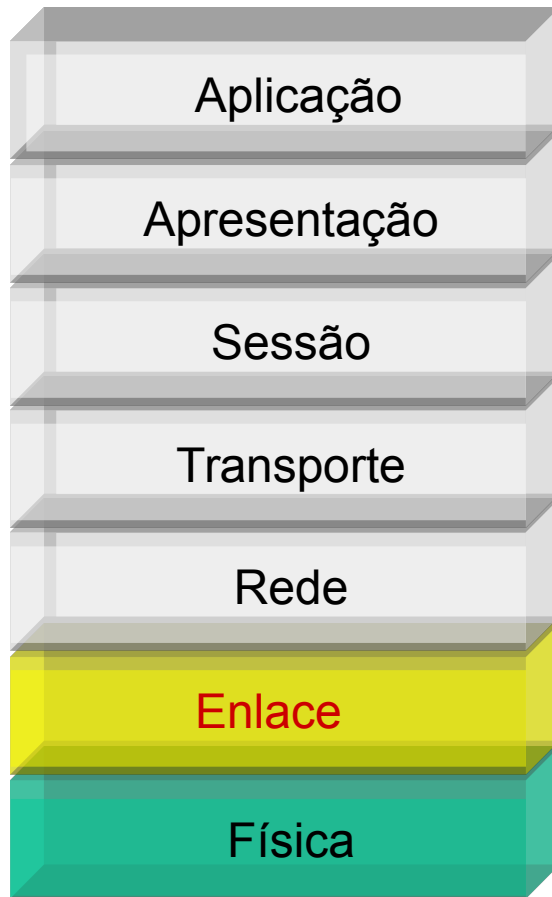 Aplicação
Apresentação
Sessão
Transporte
Rede
Enlace
Física